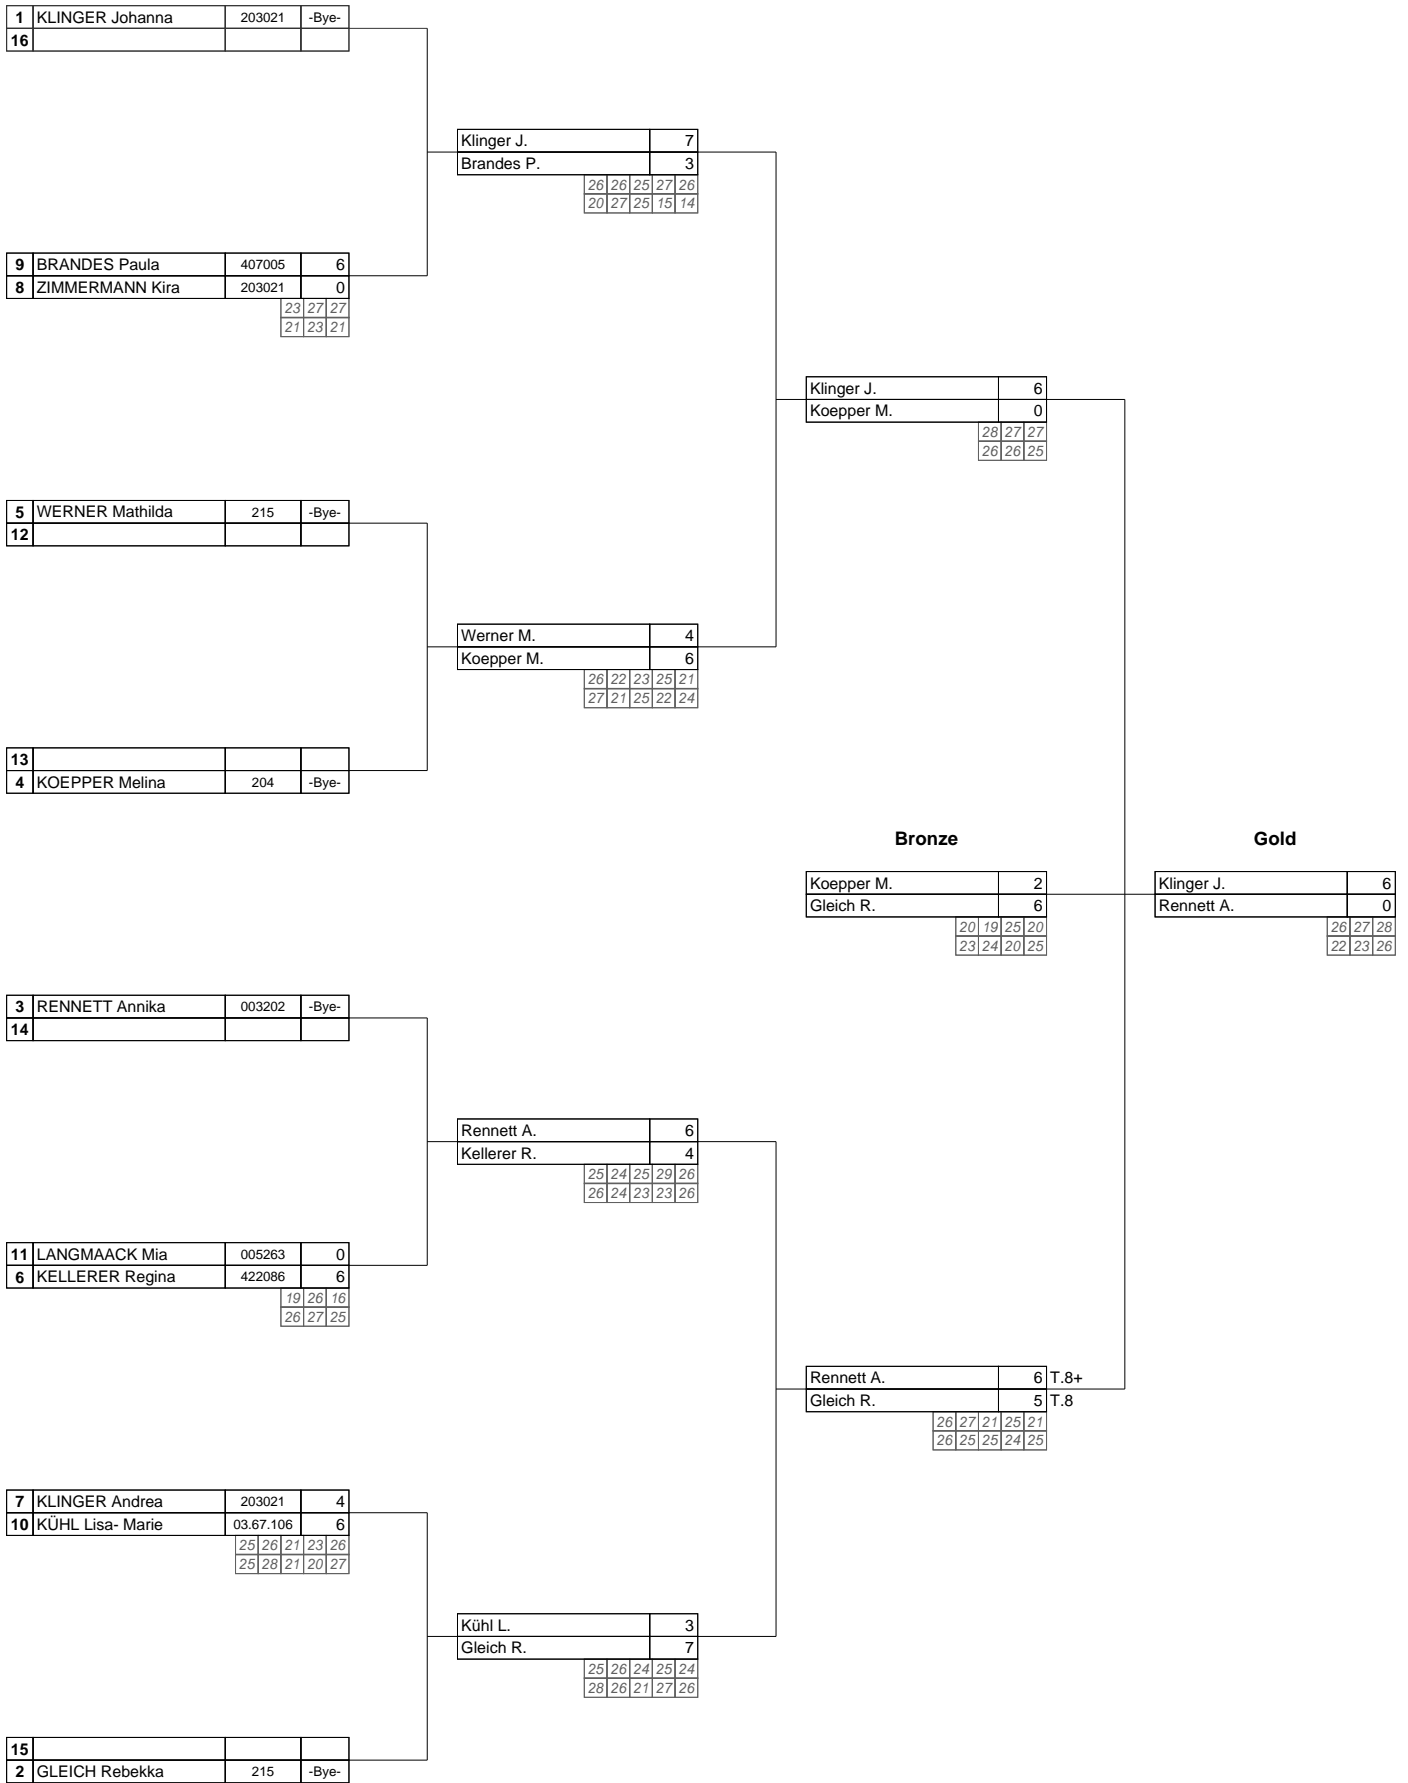 1 KLINGER Johanna 203021 -Bye-
16
Klinger J. 7
Brandes P. 3
26 26 25 27 26
20 27 25 15 14
9 BRANDES Paula 407005 6
8 ZIMMERMANN Kira 203021 0
23 27 27
21 23 21
Klinger J. 6
Koepper M. 0
28 27 27
26 26 25
5 WERNER Mathilda 215 -Bye-
12
Werner M. 4
Koepper M. 6
26 22 23 25 21
27 21 25 22 24
13
4 KOEPPER Melina 204 -Bye-
Bronze Gold
Koepper M. 2 Klinger J. 6
Gleich R. 6 Rennett A. 0
20 19 25 20 26 27 28
23 24 20 25 22 23 26
3 RENNETT Annika 003202 -Bye-
14
Rennett A. 6
Kellerer R. 4
25 24 25 29 26
26 24 23 23 26
11 LANGMAACK Mia 005263 0
6 KELLERER Regina 422086 6
19 26 16
26 27 25
Rennett A. 6 T.8+
Gleich R. 5 T.8
26 27 21 25 21
26 25 25 24 25
7 KLINGER Andrea 203021 4
10 KÜHL Lisa- Marie 03.67.106 6
25 26 21 23 26
25 28 21 20 27
Kühl L. 3
Gleich R. 7
25 26 24 25 24
28 26 21 27 26
15
2 GLEICH Rebekka 215 -Bye-